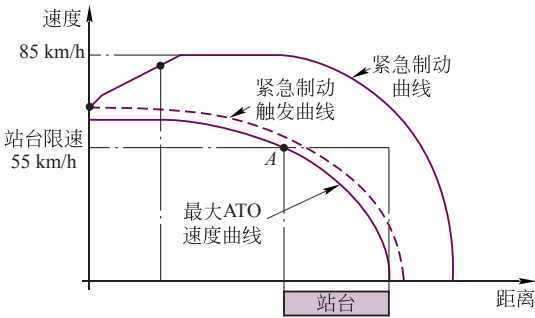 速度
85 km/h
紧急制动
曲线
紧急制动
触发曲线
站台限速
55 km/h
A
最大ATO
速度曲线
站台
距离